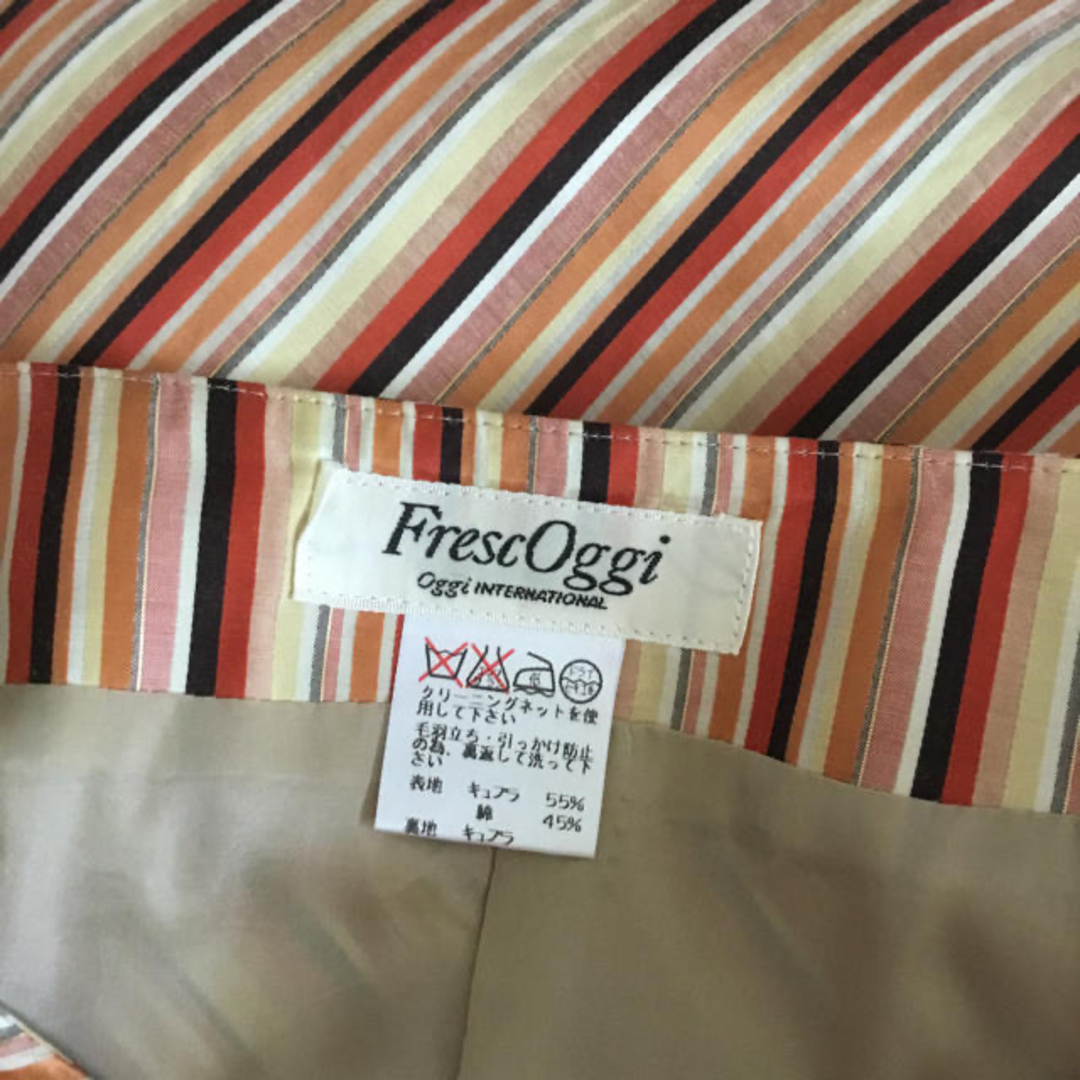 FrescOggi
Oggi INTERNATIONAL
ドライ
クリーニングネットを使
用して下さい
毛羽立ち・引っかけ防止
の為、裏返して洗って下
さい
表地 キュプラ 55%
綿 45%
裏地 キュプラ